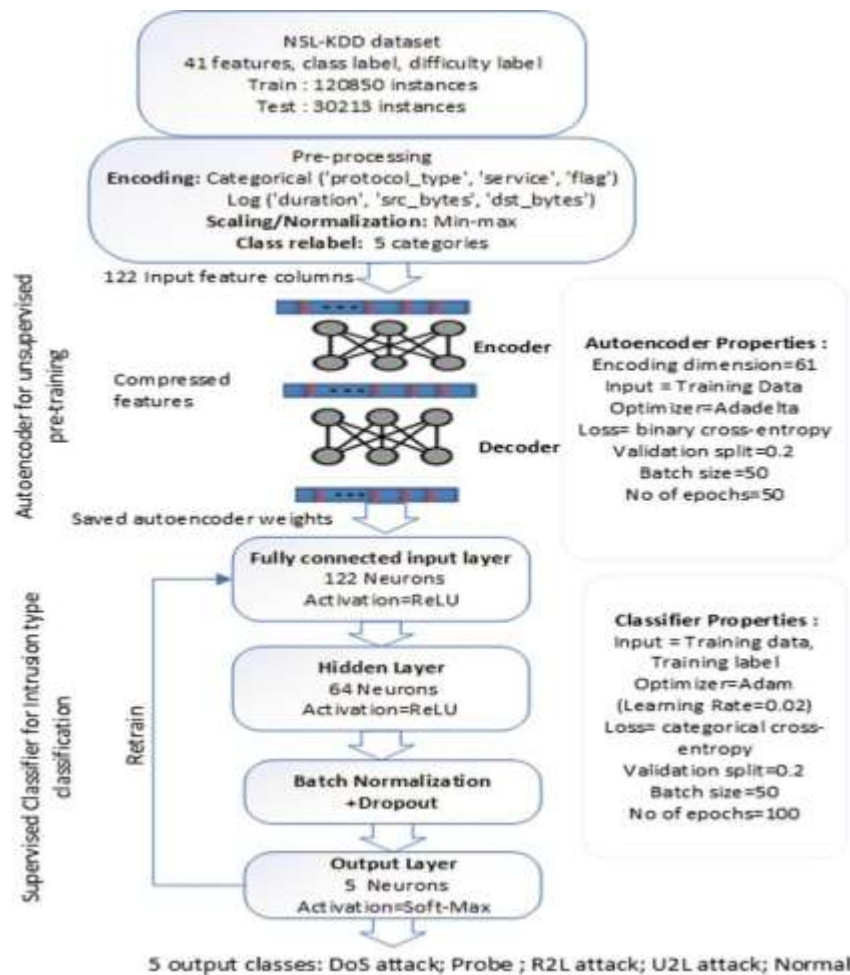 NSL-KDD dataset
41 features, class label, difficulty label
Train : 120850 instances
Test : 30213 instances
Pre-processing
Encoding: Categorical ('protocol_type', 'service', 'flag')
Log ('duration', 'src_bytes', 'dst_bytes')
Scaling/Normalization: Min-max
Class relabel: 5 categories
122 Input feature columns
Autoencoder for unsupervised
pre-training
Encoder
Compressed
features
Decoder
Saved autoencoder weights
Autoencoder Properties :
Encoding dimension=61
Input = Training Data
Optimizer=Adadelta
Loss= binary cross-entropy
Validation split=0.2
Batch size=50
No of epochs=50
Supervised Classifier for Intrusion type
classification
Retrain
Fully connected input layer
122 Neurons
Activation=ReLU
Hidden Layer
64 Neurons
Activation=ReLU
Batch Normalization
+Dropout
Output Layer
5 Neurons
Activation=Soft-Max
Classifier Properties :
Input = Training data,
Training label
Optimizer=Adam
(Learning Rate=0.02)
Loss= categorical cross-
entropy
Validation split=0.2
Batch size=50
No of epochs=100
5 output classes: DoS attack; Probe ; R2L attack; U2L attack; Normal